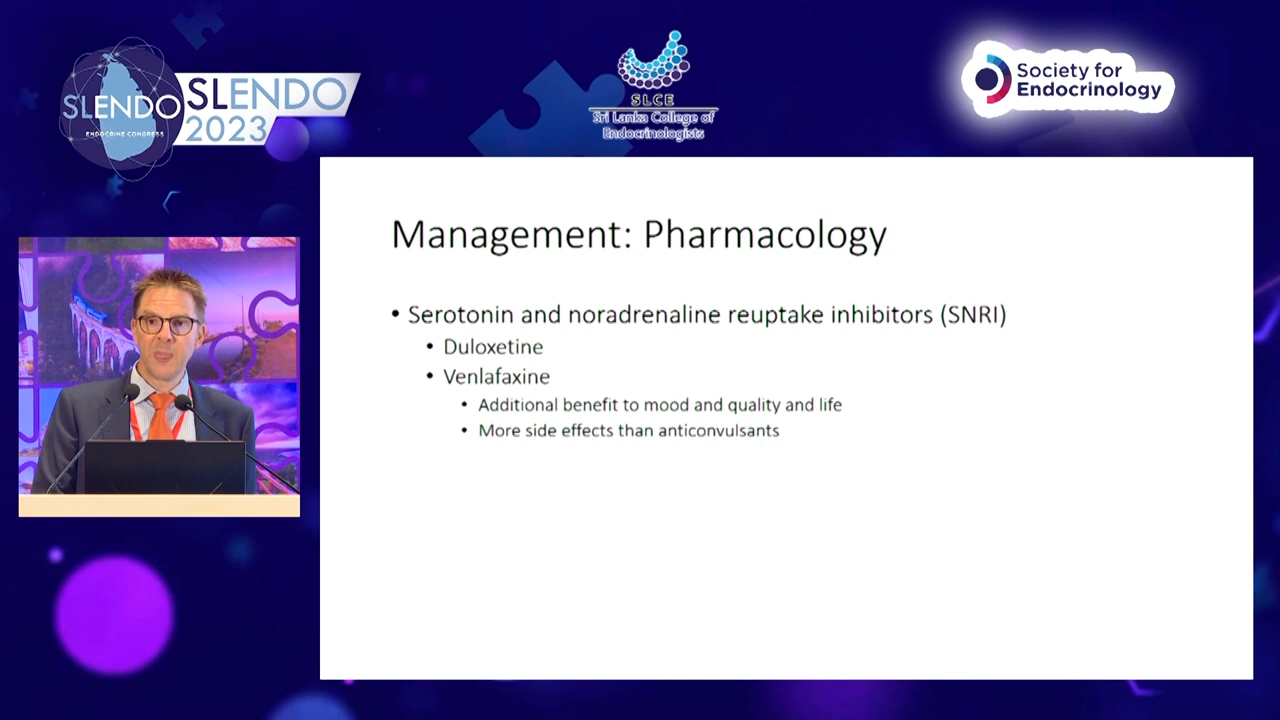 SLENDO
ENDOCRINE CONGRESS
SLENDO
2023
SLCE
Sri Lanka College of
Endocrinologists
Society for
Endocrinology
Management: Pharmacology
• Serotonin and noradrenaline reuptake inhibitors (SNRI)
• Duloxetine
• Venlafaxine
• Additional benefit to mood and quality and life
• More side effects than anticonvulsants